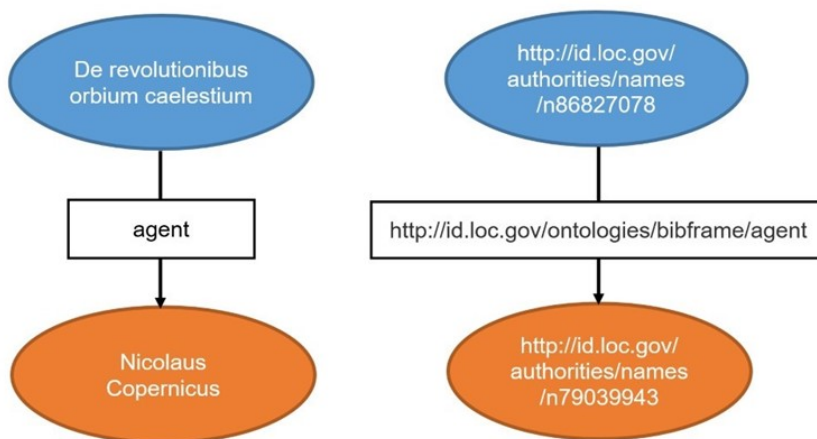 De revolutionibus
orbium caelestium
agent
Nicolaus
Copernicus
http://id.loc.gov/
authorities/names
/n86827078
http://id.loc.gov/ontologies/bibframe/agent
http://id.loc.gov/
authorities/names
/n79039943